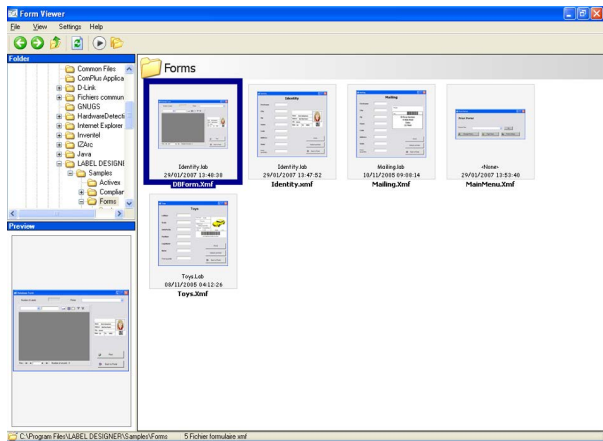 Form Viewer
File View Settings Help
Folder
Common Files
ComPlus Applica
D-Link
Fichiers commun
GNUGS
HardwareDetecti
Internet Explorer
Inventel
IZArc
Java
LABEL DESIGNE
Samples
Activex
Complian
Forms
Preview
Forms
Identity
Mailing
Identity.lab
29/01/2007 13:40:38
DBForm.Xmf
Identity.lab
29/01/2007 13:47:52
Identity.xmf
Mailing.lab
10/11/2005 09:08:14
Mailing.Xmf
<None>
29/01/2007 13:53:40
MainMenu.Xmf
Toys
Toys.Lab
08/11/2005 04:12:26
Toys.Xmf
C:\Program Files\LABEL DESIGNER\Samples\Forms 5 Fichier formulaire xmf